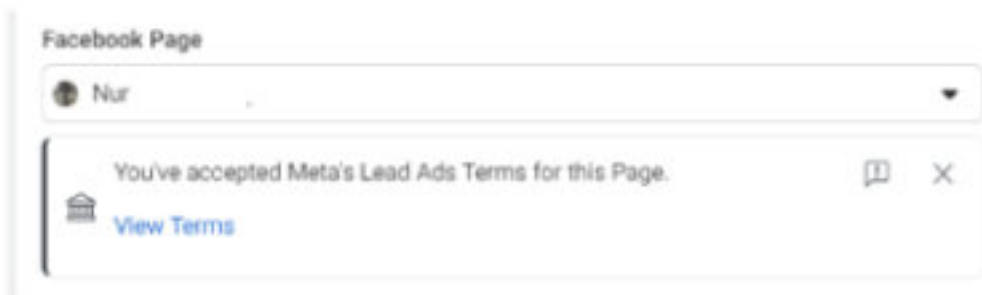 Facebook Page
Nur
You've accepted Meta's Lead Ads Terms for this Page.
View Terms